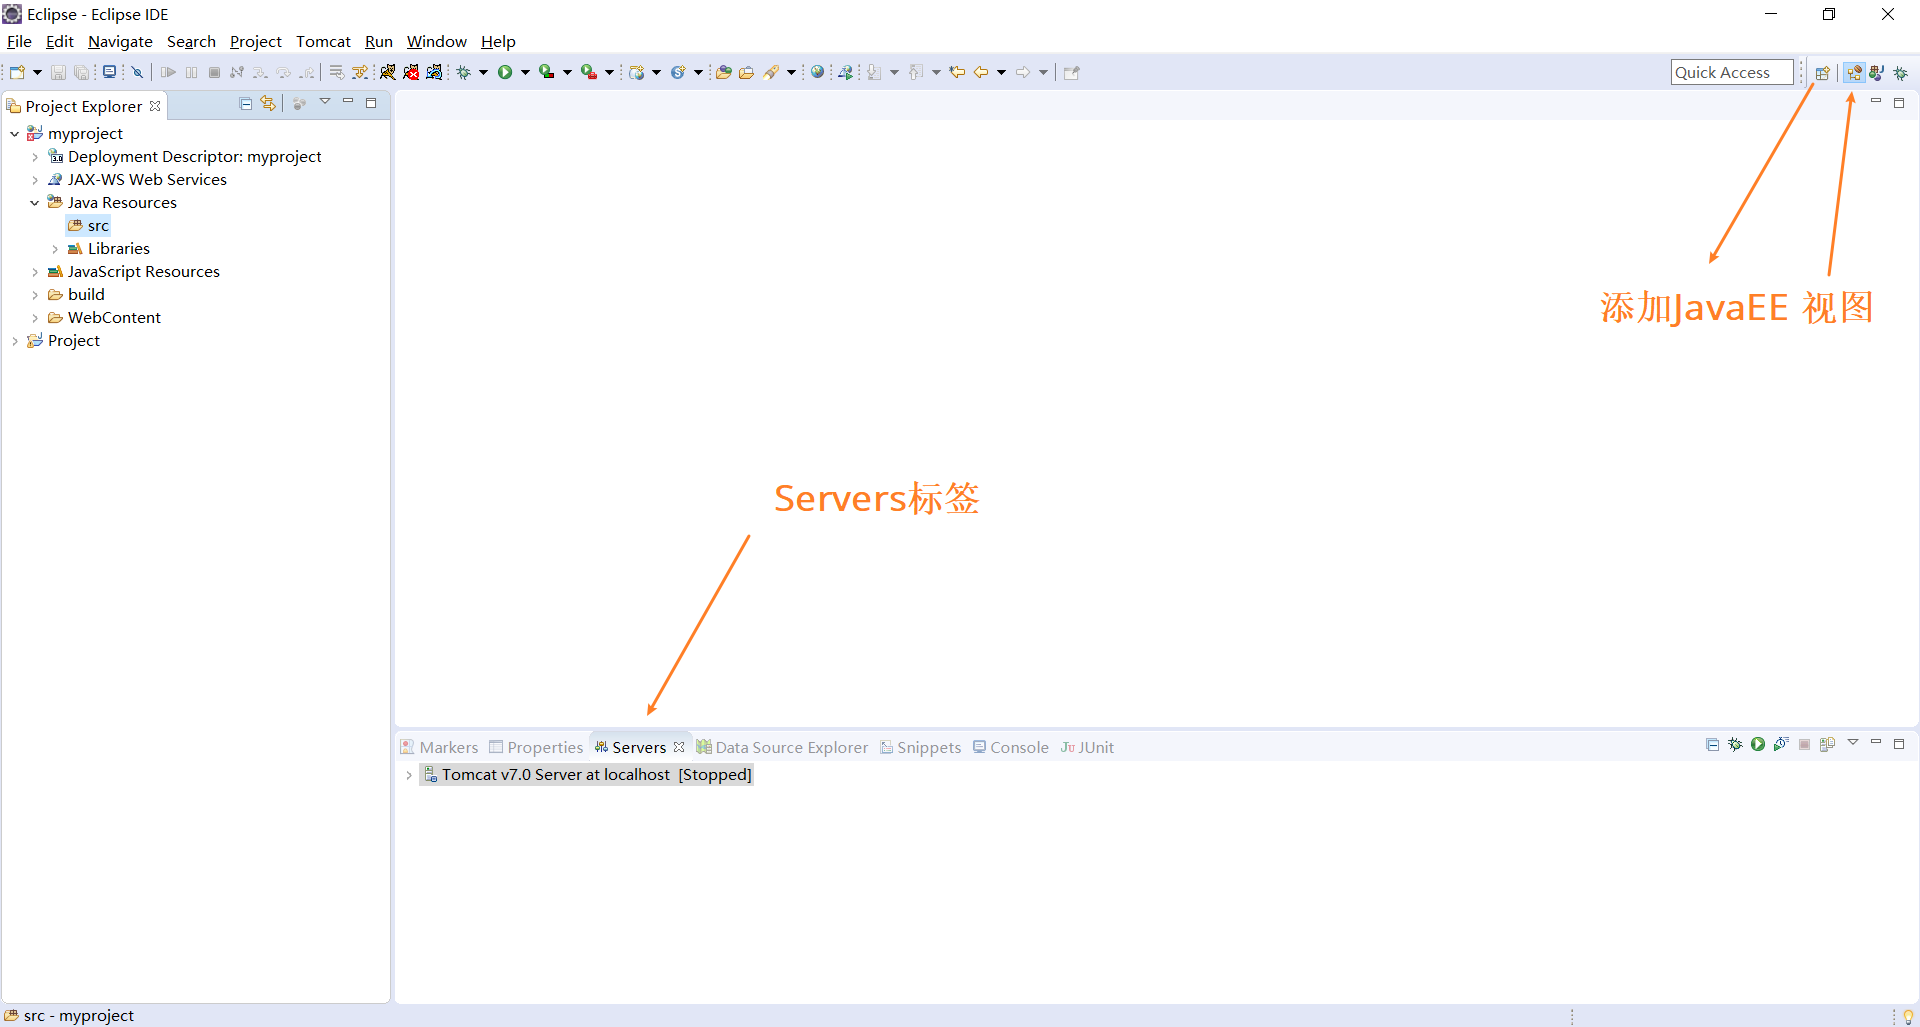 Eclipse - Eclipse IDE
File Edit Navigate Search Project Tomcat Run Window Help
Quick Access
Project Explorer
myproject
Deployment Descriptor: myproject
3.0
JAX-WS Web Services
Java Resources
src
Libraries
JavaScript Resources
build
WebContent
Project
添加JavaEE 视图
Servers标签
Markers Properties Servers Data Source Explorer Snippets Console Ju JUnit
Tomcat v7.0 Server at localhost [Stopped]
src - myproject